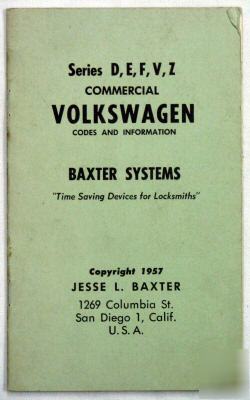 Series D, E, F, V, Z
COMMERCIAL
VOLKSWAGEN
CODES AND INFORMATION
BAXTER SYSTEMS
"Time Saving Devices for Locksmiths"
Copyright 1957
JESSE L. BAXTER
1269 Columbia St.
San Diego 1, Calif.
U. S. A.